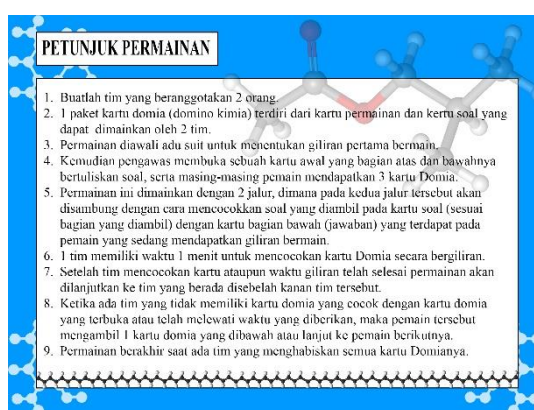 PETUNJUK PERMAINAN
1. Buatlah tim yang beranggotakan 2 orang.
2. 1 paket kartu domia (domino kimia) terdiri dari kartu permainan dan kertu soal yang
dapat dimainkan oleh 2 tim.
3. Permainan diawali adu suit untuk menentukan giliran pertama bermain.
4. Kemudian pengawas membuka sebuah kartu awal yang bagian atas dan bawahnya
bertuliskan soal, serta masing-masing pemain mendapatkan 3 kartu Domia.
5. Permainan ini dimainkan dengan 2 jalur, dimana pada kedua jalur tersebut akan
disambung dengan cara mencocokkan soal yang diambil pada kartu soal (sesuai
bagian yang diambil) dengan kartu bagian bawah (jawaban) yang terdapat pada
pemain yang sedang mendapatkan giliran bermain.
6. 1 tim memiliki waktu 1 menit untuk mencocokan kartu Domia secara bergiliran.
7. Setelah tim mencocokan kartu ataupun waktu giliran telah selesai permainan akan
dilanjutkan ke tim yang berada disebelah kanan tim tersebut.
8. Ketika ada tim yang tidak memiliki kartu domia yang cocok dengan kartu domia
yang terbuka atau telah melewati waktu yang diberikan, maka pemain tersebut
mengambil 1 kartu domia yang dibawah atau lanjut ke pemain berikutnya.
9. Permainan berakhir saat ada tim yang menghabiskan semua kartu Domianya.